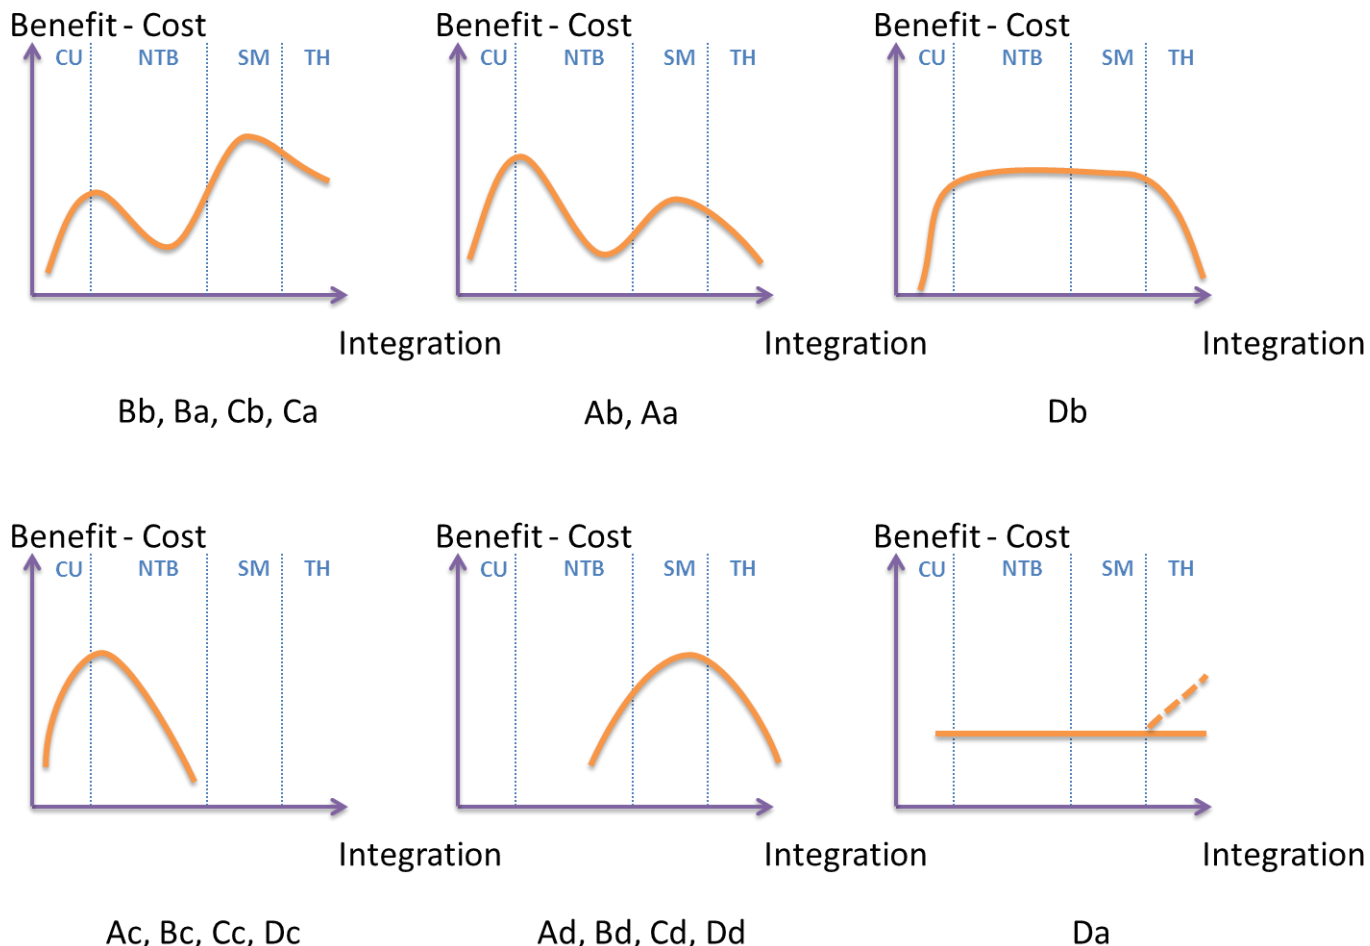 Benefit - Cost
CU NTB SM TH
Integration
Bb, Ba, Cb, Ca
Benefit - Cost
CU NTB SM TH
Integration
Ab, Aa
Benefit - Cost
CU NTB SM TH
Integration
Db
Benefit - Cost
CU NTB SM TH
Integration
Ac, Bc, Cc, Dc
Benefit - Cost
CU NTB SM TH
Integration
Ad, Bd, Cd, Dd
Benefit - Cost
CU NTB SM TH
Integration
Da